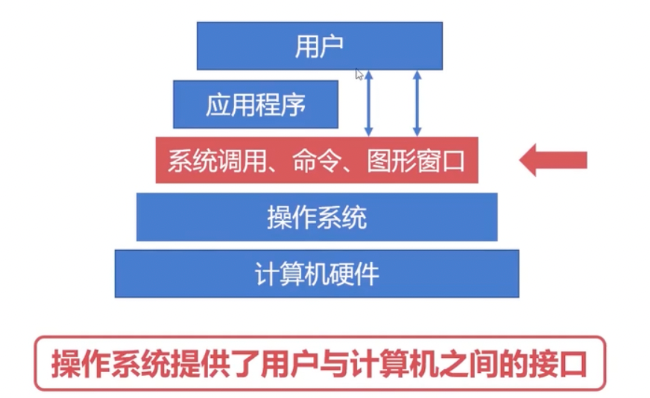 用户
应用程序
系统调用、命令、图形窗口
操作系统
计算机硬件
操作系统提供了用户与计算机之间的接口